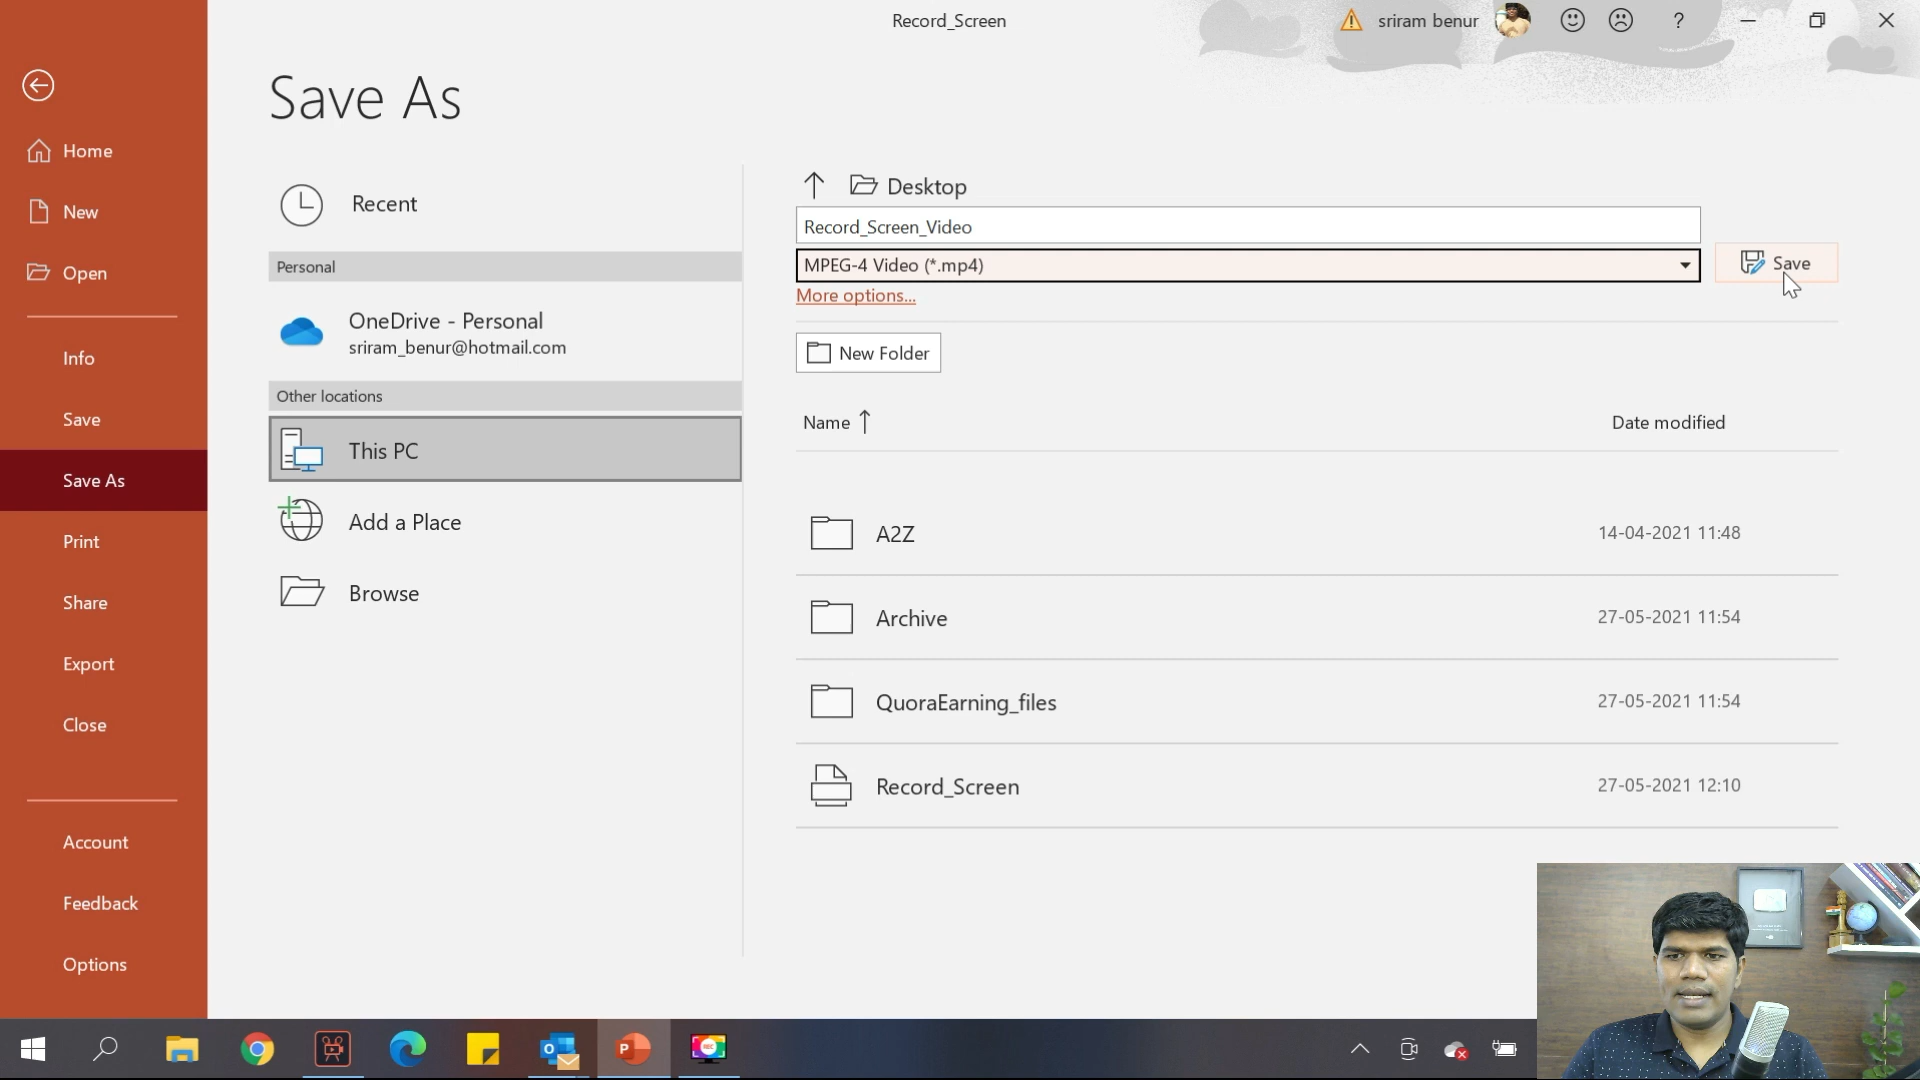 Record_Screen
sriram benur
?
Save As
Home
New
Open
Info
Save
Save As
Print
Share
Export
Close
Account
Feedback
Options
Recent
Personal
OneDrive - Personal
sriram_benur@hotmail.com
Other locations
This PC
Add a Place
Browse
Desktop
Record_Screen_Video
MPEG-4 Video (*.mp4)
Save
More options...
New Folder
Name
Date modified
A2Z
14-04-2021 11:48
Archive
27-05-2021 11:54
QuoraEarning_files
27-05-2021 11:54
Record_Screen
27-05-2021 12:10